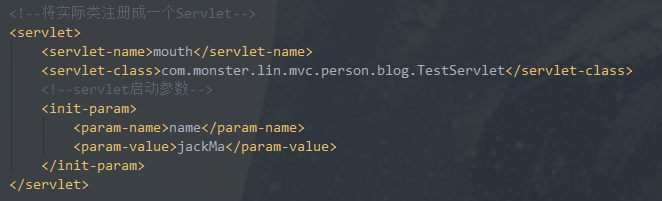 <!--将实际类注册成一个Servlet-->
<servlet>
<servlet-name>mouth</servlet-name>
<servlet-class>com.monster.lin.mvc.person.blog.TestServlet</servlet-class>
<!--servlet启动参数-->
<init-param>
<param-name>name</param-name>
<param-value>jackMa</param-value>
</init-param>
</servlet>